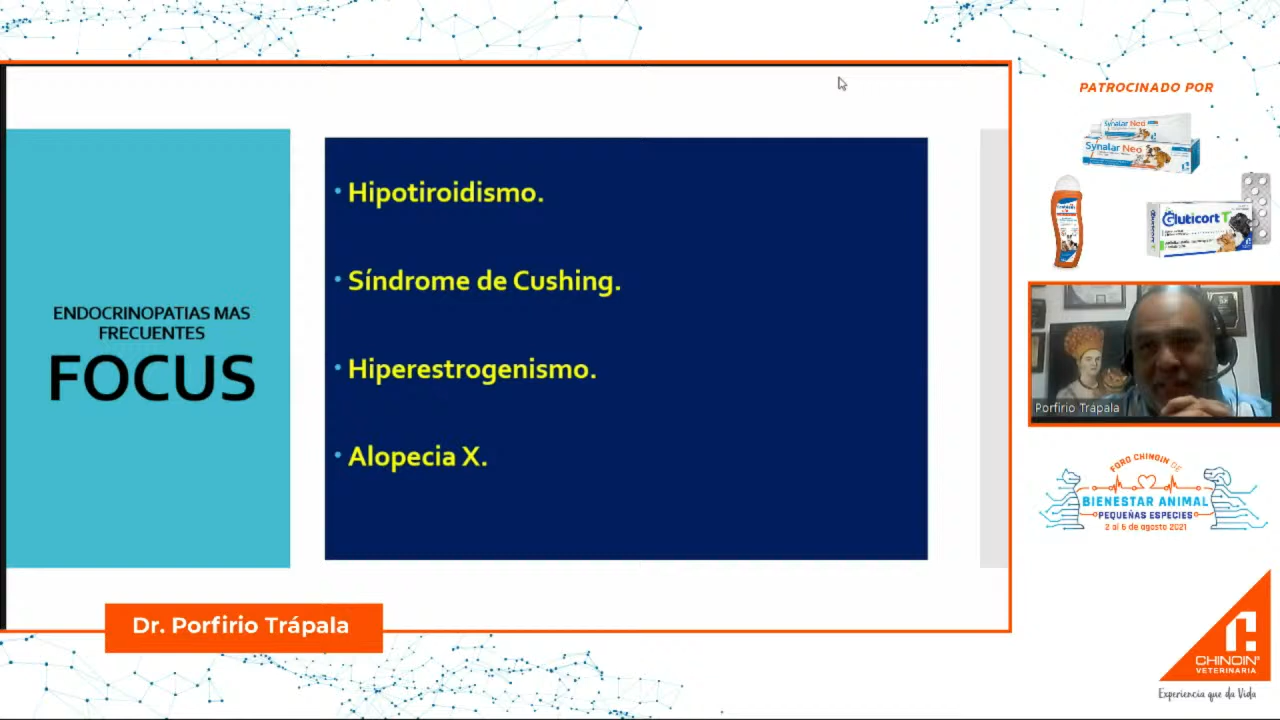 PATROCINADO POR
Synalar Neo
Synalar Neo
Gluticort T
ENDOCRINOPATIAS MAS
FRECUENTES
FOCUS
• Hipotiroidismo.
• Síndrome de Cushing.
• Hiperestrogenismo.
• Alopecia X.
Porfirio Trápala
FORO CHINOIN DE
BIENESTAR ANIMAL
PEQUEÑAS ESPECIES
2 al 6 de agosto 2021
Dr. Porfirio Trápala
CHINOIN
VETERINARIA
Experiencia que da Vida